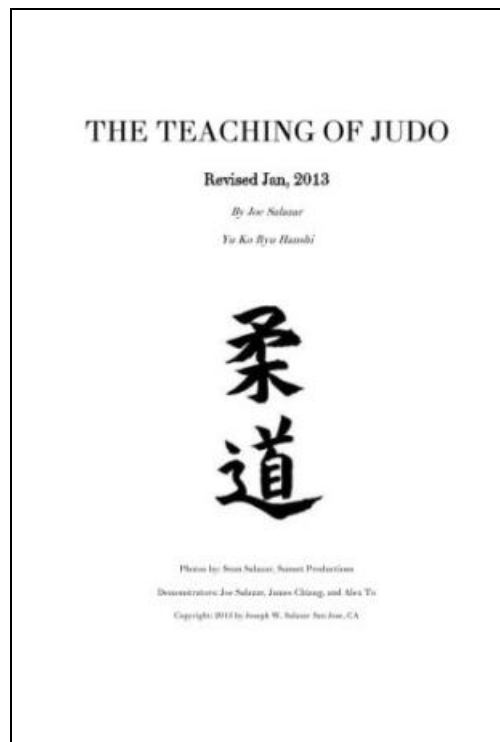 THE TEACHING OF JUDO
Revised Jan, 2013
By Joe Salazar
Yu Ko Ryu Hanshi
柔
道
Photos by: Sean Salazar, Sunset Productions
Demonstrators: Joe Salazar, James Chiang, and Alex To
Copyright: 2013 by Joseph W. Salazar San Jose, CA